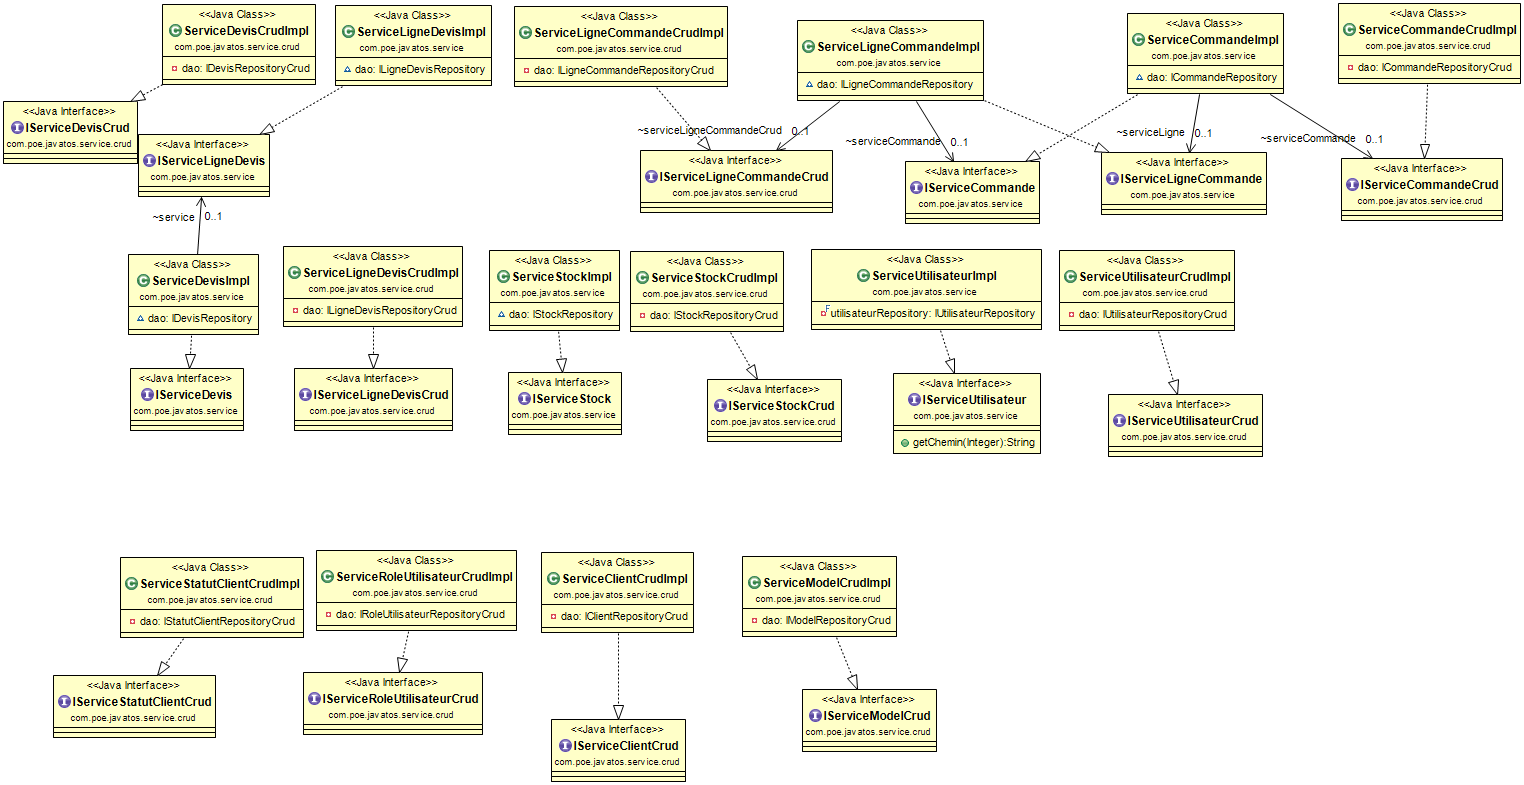 <<Java Class>>
ServiceDevisCrudImpl
com.poe.javatos.service.crud
dao: IDevisRepositoryCrud
<<Java Class>>
ServiceLigneDevisImpl
com.poe.javatos.service
dao: ILigneDevisRepository
<<Java Class>>
ServiceLigneCommandeCrudImpl
com.poe.javatos.service.crud
dao: ILigneCommandeRepositoryCrud
<<Java Class>>
ServiceLigneCommandeImpl
com.poe.javatos.service
dao: ILigneCommandeRepository
<<Java Class>>
ServiceCommandeImpl
com.poe.javatos.service
dao: ICommandeRepository
<<Java Class>>
ServiceCommandeCrudImpl
com.poe.javatos.service.crud
dao: ICommandeRepositoryCrud
<<Java Interface>>
IServiceDevisCrud
com.poe.javatos.service.crud
<<Java Interface>>
IServiceLigneDevis
com.poe.javatos.service
~serviceLigneCommandeCrud 0..1
~serviceCommande 0..1
~serviceLigne 0..1
~serviceCommande 0..1
<<Java Interface>>
IServiceLigneCommandeCrud
com.poe.javatos.service.crud
<<Java Interface>>
IServiceCommande
com.poe.javatos.service
<<Java Interface>>
IServiceLigneCommande
com.poe.javatos.service
<<Java Interface>>
IServiceCommandeCrud
com.poe.javatos.service.crud
~service 0..1
<<Java Class>>
ServiceDevisImpl
com.poe.javatos.service
dao: IDevisRepository
<<Java Class>>
ServiceLigneDevisCrudImpl
com.poe.javatos.service.crud
dao: ILigneDevisRepositoryCrud
<<Java Class>>
ServiceStockImpl
com.poe.javatos.service
dao: IStockRepository
<<Java Class>>
ServiceStockCrudImpl
com.poe.javatos.service.crud
dao: IStockRepositoryCrud
<<Java Class>>
ServiceUtilisateurImpl
com.poe.javatos.service
F utilisateurRepository: IUtilisateurRepository
<<Java Class>>
ServiceUtilisateurCrudImpl
com.poe.javatos.service.crud
dao: IUtilisateurRepositoryCrud
<<Java Interface>>
IServiceDevis
com.poe.javatos.service
<<Java Interface>>
IServiceLigneDevisCrud
com.poe.javatos.service.crud
<<Java Interface>>
IServiceStock
com.poe.javatos.service
<<Java Interface>>
IServiceStockCrud
com.poe.javatos.service.crud
<<Java Interface>>
IServiceUtilisateur
com.poe.javatos.service
getChemin(Integer):String
<<Java Interface>>
IServiceUtilisateurCrud
com.poe.javatos.service.crud
<<Java Class>>
ServiceStatutClientCrudImpl
com.poe.javatos.service.crud
dao: IStatutClientRepositoryCrud
<<Java Class>>
ServiceRoleUtilisateurCrudImpl
com.poe.javatos.service.crud
dao: IRoleUtilisateurRepositoryCrud
<<Java Class>>
ServiceClientCrudImpl
com.poe.javatos.service.crud
dao: IClientRepositoryCrud
<<Java Class>>
ServiceModelCrudImpl
com.poe.javatos.service.crud
dao: IModelRepositoryCrud
<<Java Interface>>
IServiceStatutClientCrud
com.poe.javatos.service.crud
<<Java Interface>>
IServiceRoleUtilisateurCrud
com.poe.javatos.service.crud
<<Java Interface>>
IServiceClientCrud
com.poe.javatos.service.crud
<<Java Interface>>
IServiceModelCrud
com.poe.javatos.service.crud